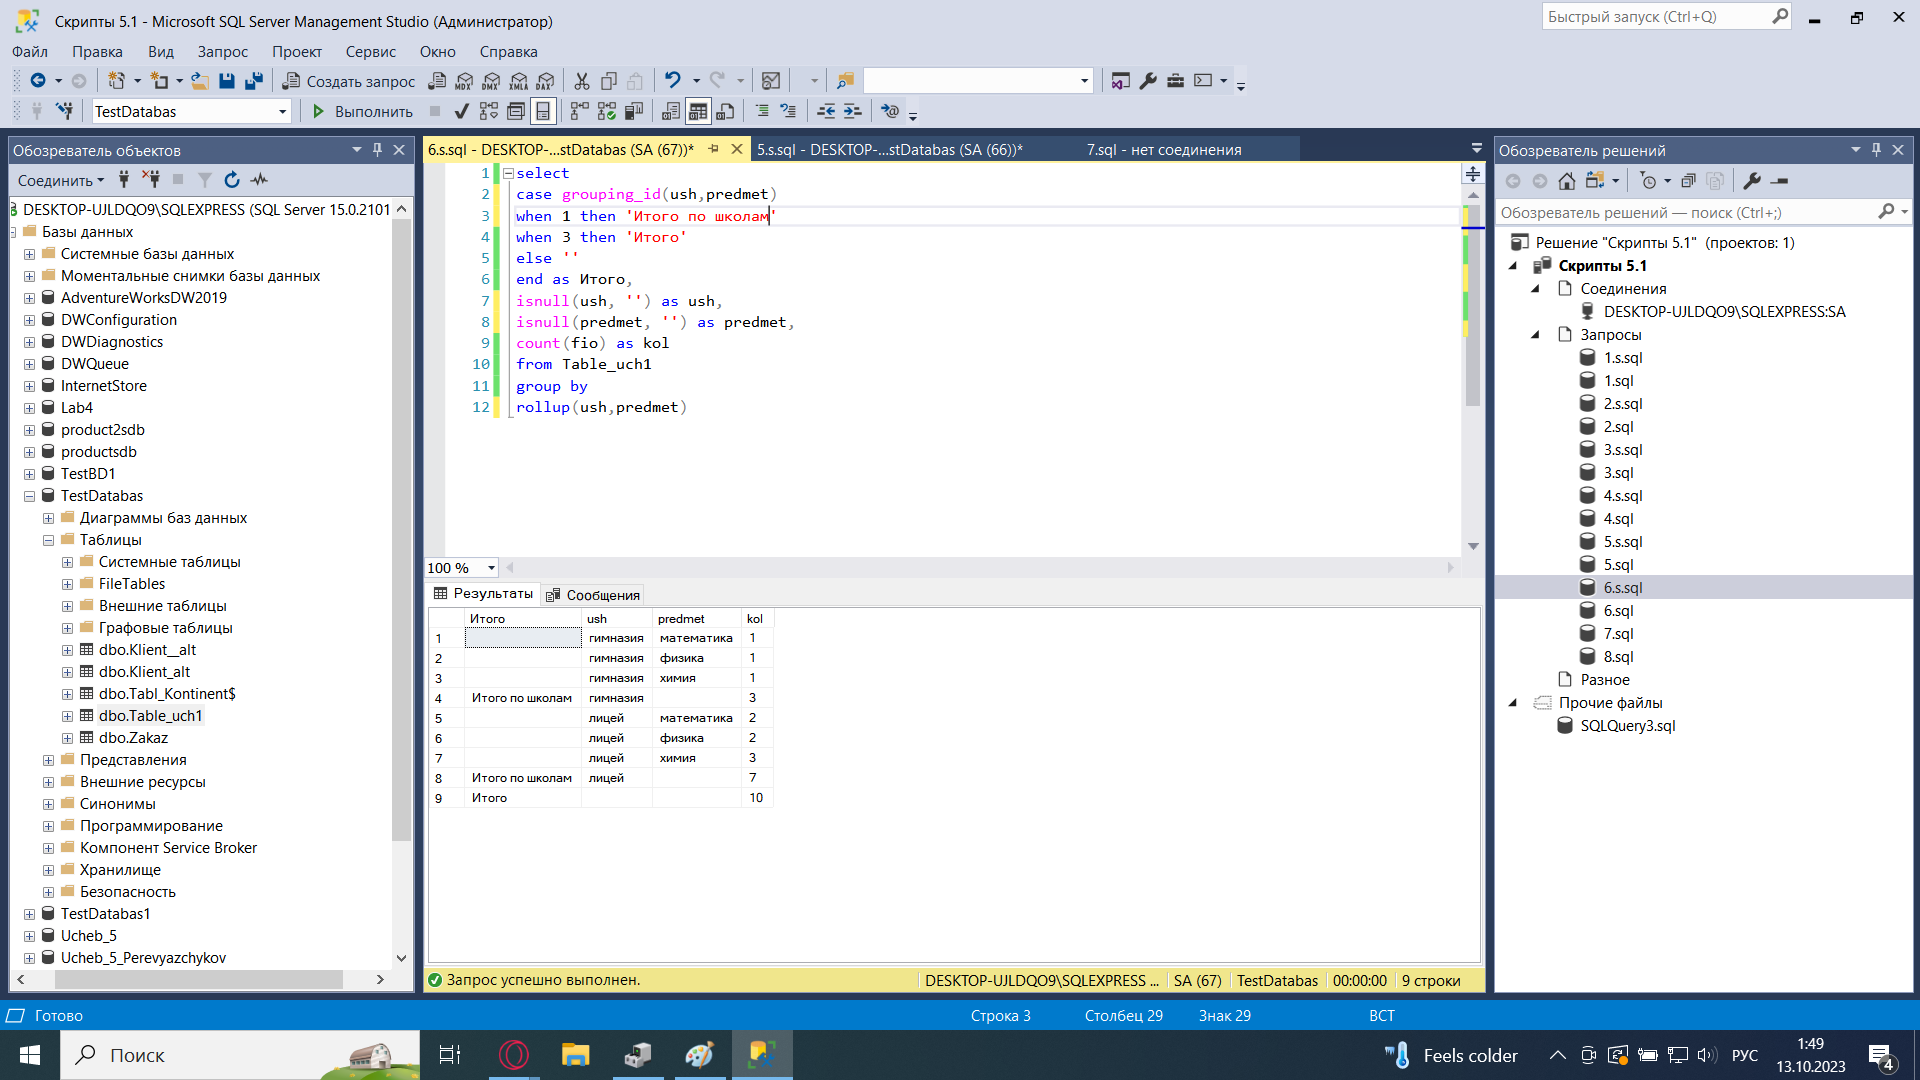 Скрипты 5.1 - Microsoft SQL Server Management Studio (Администратор)
Быстрый запуск (Ctrl+Q)
Файл Правка Вид Запрос Проект Сервис Окно Справка
Создать запрос
MDX DMX XMLA DAX
TestDatabas
Выполнить
Обозреватель объектов
Соединить
DESKTOP-UJLDQO9\SQLEXPRESS (SQL Server 15.0.2101
Базы данных
Системные базы данных
Моментальные снимки базы данных
AdventureWorksDW2019
DWConfiguration
DWDiagnostics
DWQueue
InternetStore
Lab4
product2sdb
productsdb
TestBD1
TestDatabas
Диаграммы баз данных
Таблицы
Системные таблицы
FileTables
Внешние таблицы
Графовые таблицы
dbo.Klient__alt
dbo.Klient_alt
dbo.Tabl_Kontinent$
dbo.Table_uch1
dbo.Zakaz
Представления
Внешние ресурсы
Синонимы
Программирование
Компонент Service Broker
Хранилище
Безопасность
TestDatabas1
Ucheb_5
Ucheb_5_Perevyazchykov
6.s.sql - DESKTOP-...stDatabas (SA (67))* 5.s.sql - DESKTOP-...stDatabas (SA (66))* 7.sql - нет соединения
1 select
2 case grouping_id(ush,predmet)
3 when 1 then 'Итого по школам'
4 when 3 then 'Итого'
5 else ''
6 end as Итого,
7 isnull(ush, '') as ush,
8 isnull(predmet, '') as predmet,
9 count(fio) as kol
10 from Table_uch1
11 group by
12 rollup(ush,predmet)
100 %
Результаты Сообщения
Итого ush predmet kol
1 гимназия математика 1
2 гимназия физика 1
3 гимназия химия 1
4 Итого по школам гимназия 3
5 лицей математика 2
6 лицей физика 2
7 лицей химия 3
8 Итого по школам лицей 7
9 Итого 10
Запрос успешно выполнен. DESKTOP-UJLDQO9\SQLEXPRESS ... SA (67) TestDatabas 00:00:00 9 строки
Обозреватель решений
Обозреватель решений — поиск (Ctrl+;)
Решение "Скрипты 5.1" (проектов: 1)
Скрипты 5.1
Соединения
DESKTOP-UJLDQO9\SQLEXPRESS:SA
Запросы
1.s.sql
1.sql
2.s.sql
2.sql
3.s.sql
3.sql
4.s.sql
4.sql
5.s.sql
5.sql
6.s.sql
6.sql
7.sql
8.sql
Разное
Прочие файлы
SQLQuery3.sql
Готово Строка 3 Столбец 29 Знак 29 ВСТ
Поиск
Feels colder
РУС
1:49
13.10.2023
4